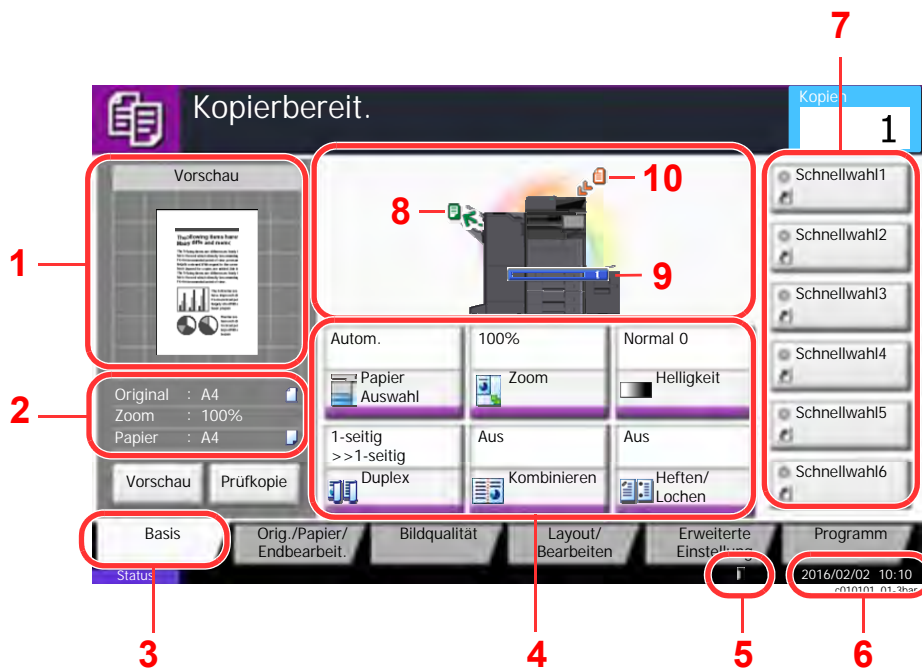 7
Kopierbereit.
Kopien
1
Vorschau
1
8
10
9
1
Schnellwahl1
Schnellwahl2
Schnellwahl3
Schnellwahl4
Schnellwahl5
Schnellwahl6
2
Original : A4
Zoom : 100%
Papier : A4
Vorschau
Prüfkopie
Autom.
Papier
Auswahl
100%
Zoom
Normal 0
Helligkeit
1-seitig
>>1-seitig
Duplex
Aus
Kombinieren
Aus
Heften/
Lochen
Basis
Orig./Papier/
Endbearbeit.
Bildqualität
Layout/
Bearbeiten
Erweiterte
Einstellung
Programm
Status
2016/02/02 10:10
c010101_01-3bar
3
4
5
6